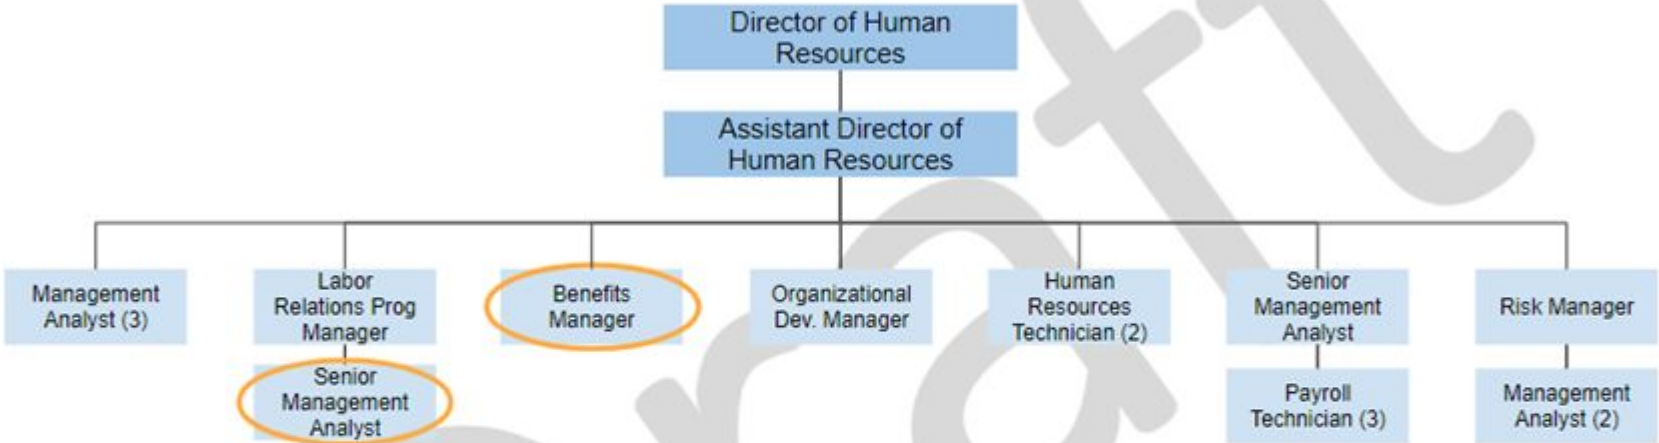 Director of Human
Resources
Assistant Director of
Human Resources
Management
Analyst (3)
Labor
Relations Prog
Manager
Benefits
Manager
Organizational
Dev. Manager
Human
Resources
Technician (2)
Senior
Management
Analyst
Risk Manager
Senior
Management
Analyst
Payroll
Technician (3)
Management
Analyst (2)